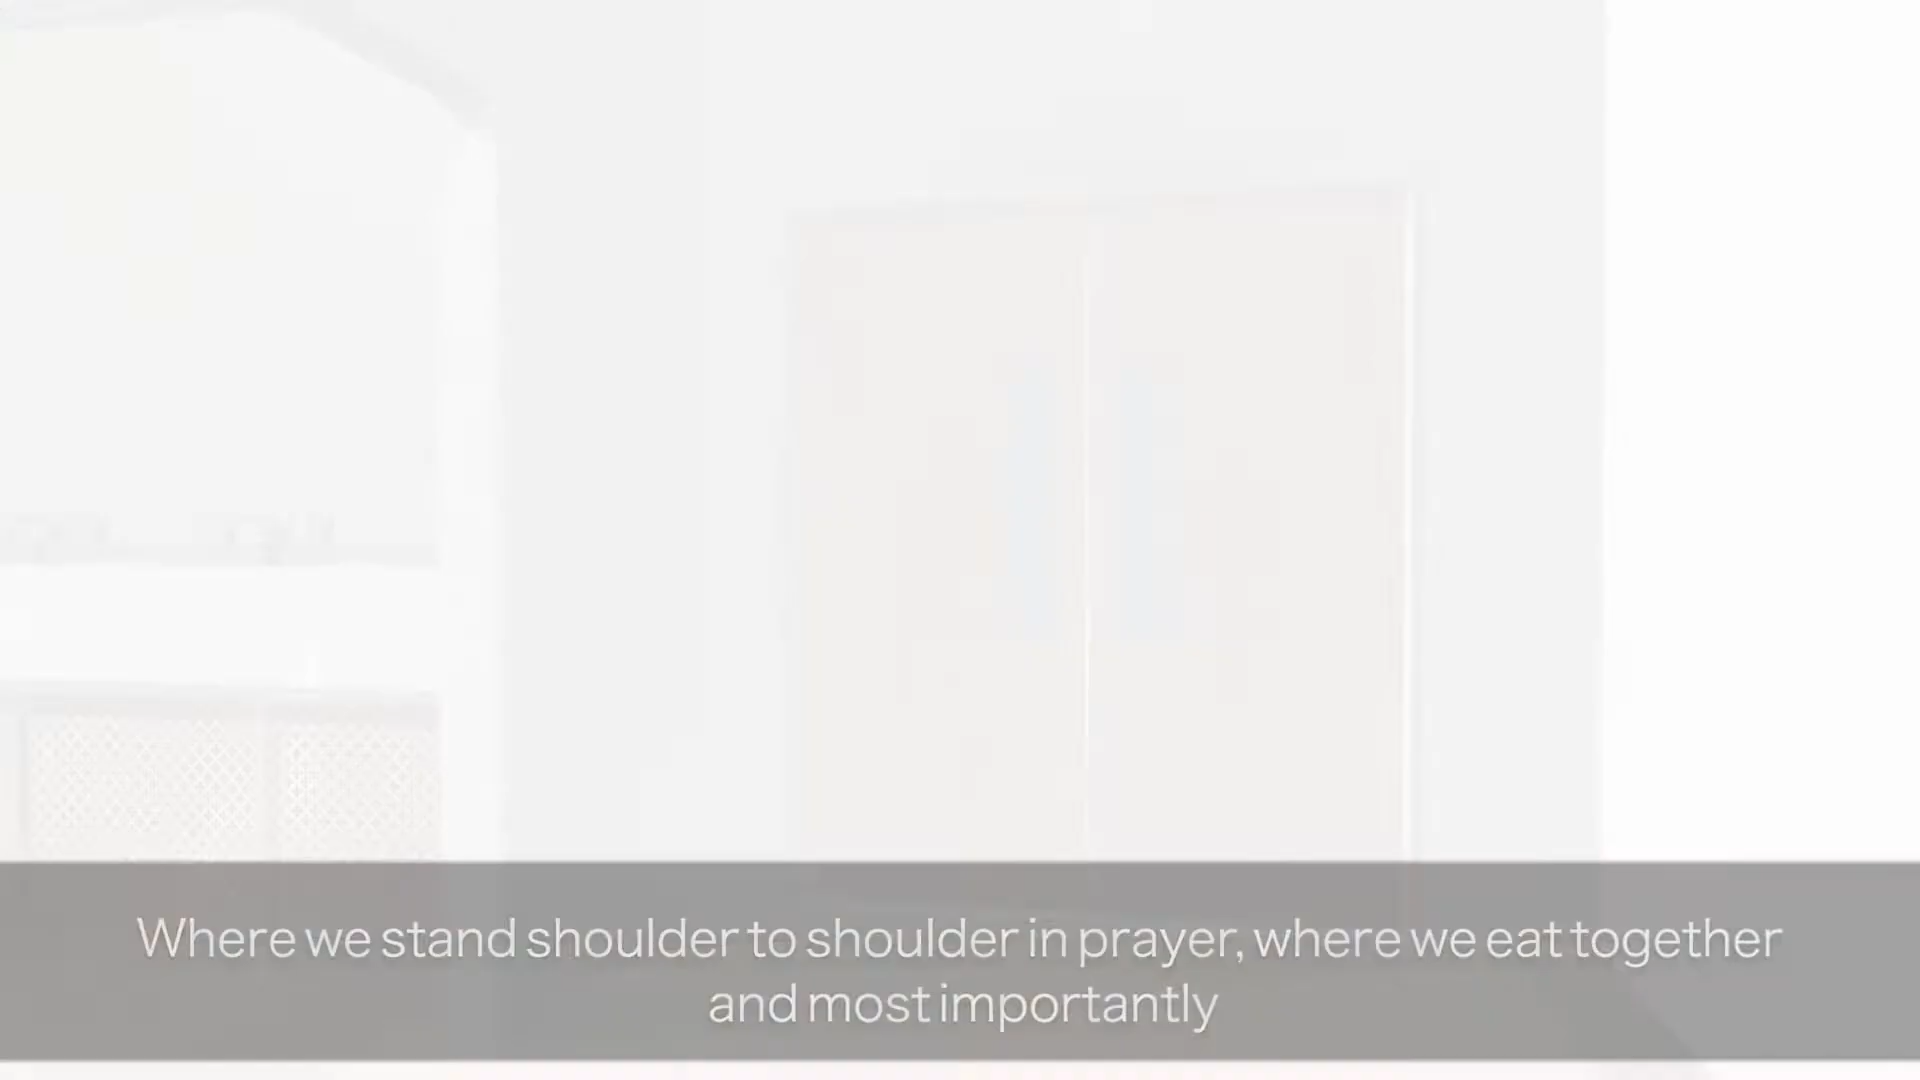 Where we stand shoulder to shoulder in prayer, where we eat together
and most importantly